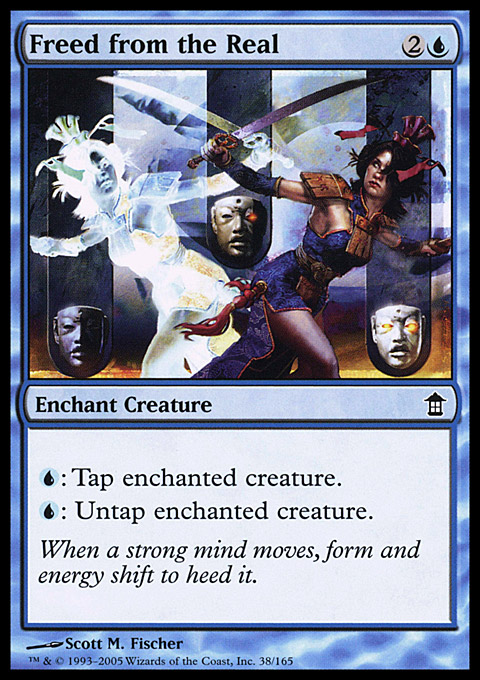 Freed from the Real 2
Enchant Creature
: Tap enchanted creature.
: Untap enchanted creature.
When a strong mind moves, form and
energy shift to heed it.
Scott M. Fischer
™ & © 1993–2005 Wizards of the Coast, Inc. 38/165